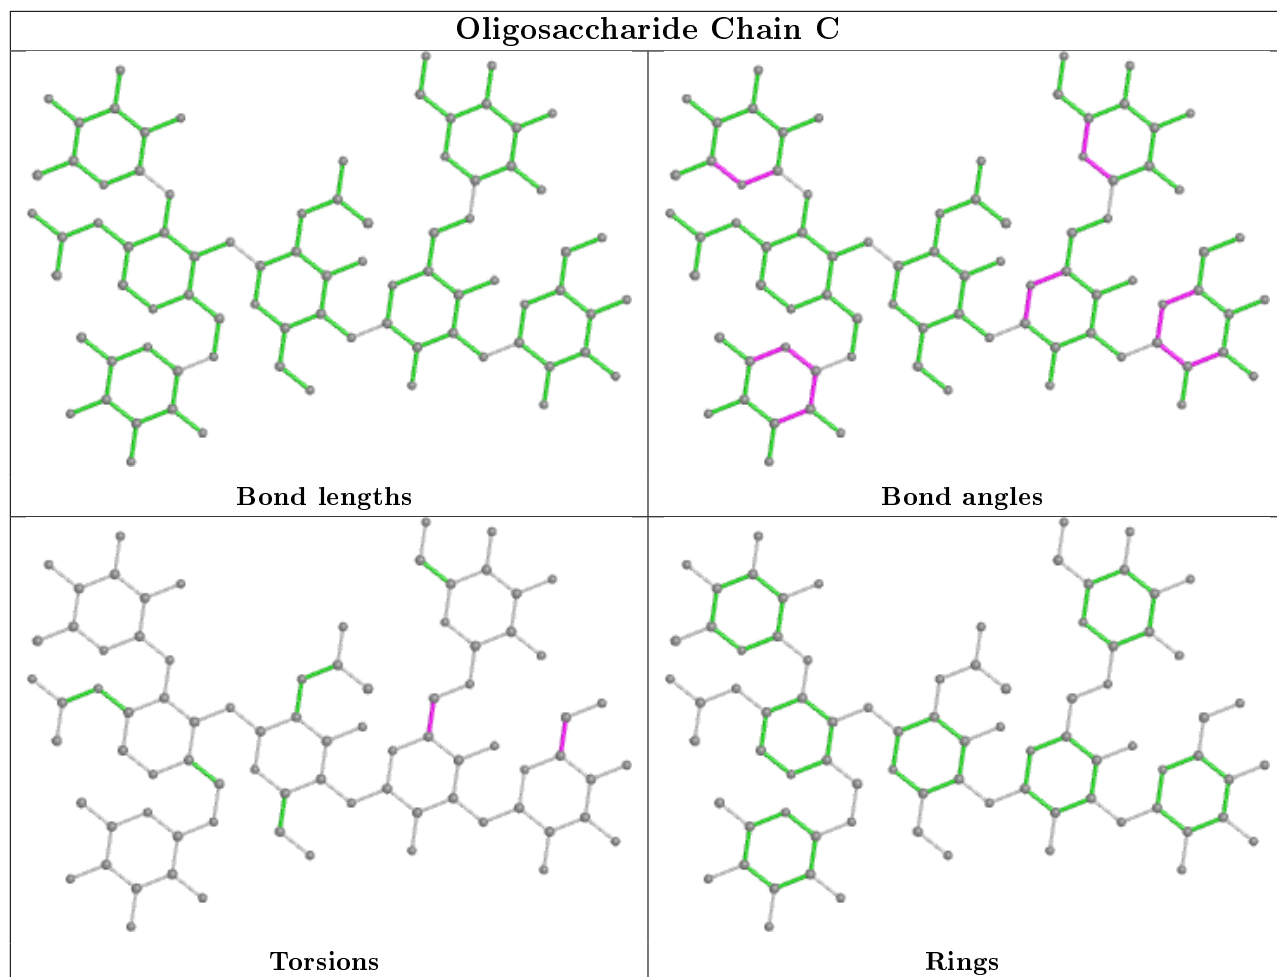 Oligosaccharide Chain C
Bond lengths
Bond angles
Torsions
Rings